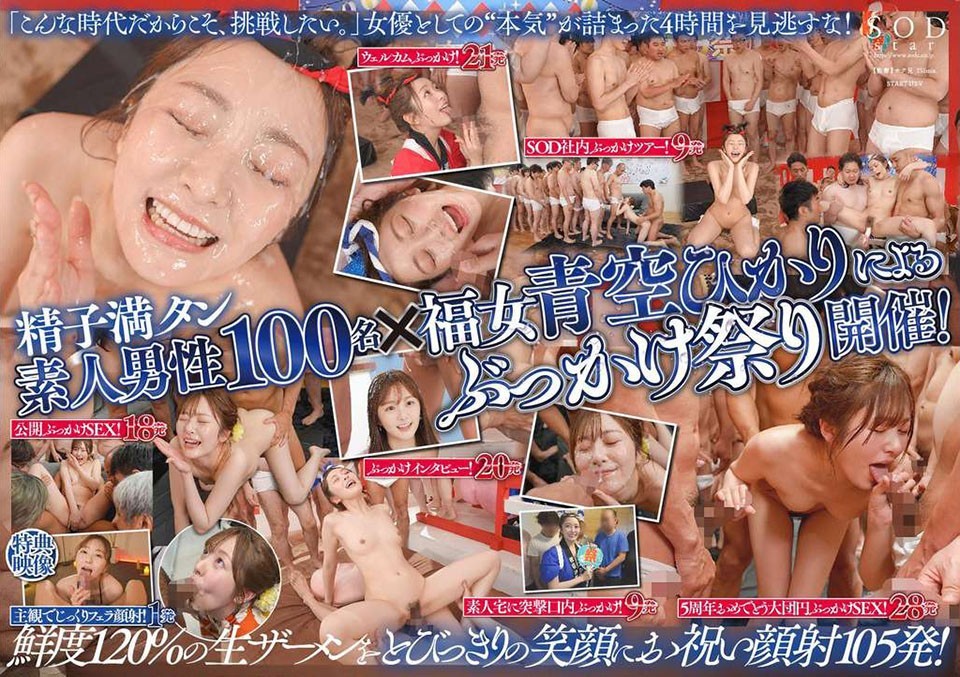 「こんな時代だからこそ、挑戦したい。」女優としての“本気”が詰まった4時間を見逃すな!
SOD
star
ウェルカムぶっかけ!21発
SOD社内ぶっかけツアー!9発
精子満タン
素人男性100名×福女青空ひかりによる
ぶっかけ祭り開催!
公開ぶっかけSEX!18発
ぶっかけインタビュー!20発
特典
映像
主観でじっくりフェラ顔射!1発
素人宅に突撃口内ぶっかけ!9発
5周年おめでとう大団円ぶっかけSEX!28発
鮮度120%の生ザーメンをとびっきりの笑顔にお祝い顔射105発!